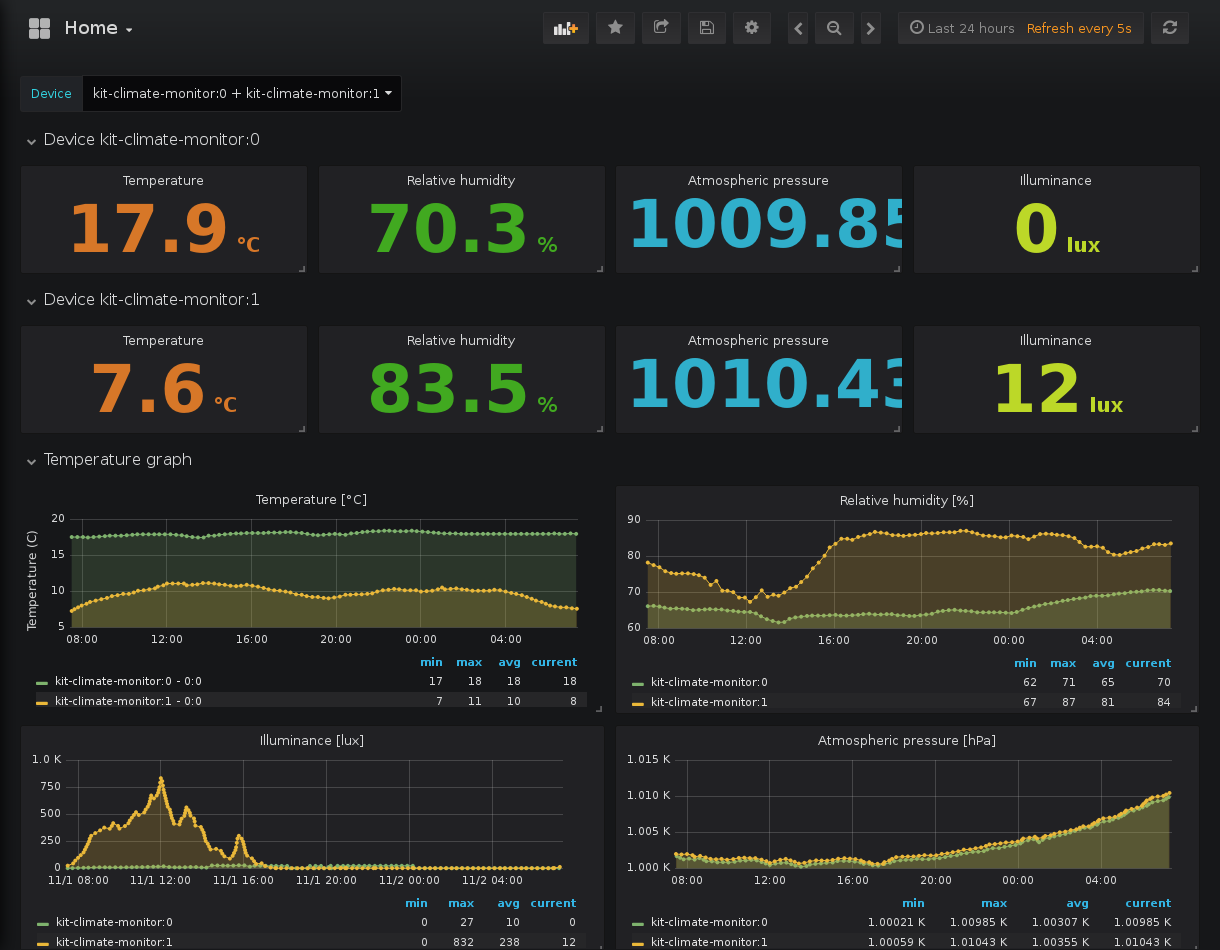 Home
Last 24 hours Refresh every 5s
Device kit-climate-monitor:0 + kit-climate-monitor:1
Device kit-climate-monitor:0
Temperature Relative humidity Atmospheric pressure Illuminance
17.9 °C 70.3 % 1009.85 0 lux
Device kit-climate-monitor:1
Temperature Relative humidity Atmospheric pressure Illuminance
7.6 °C 83.5 % 1010.43 12 lux
Temperature graph
Temperature [°C]
Temperature (C)
20
15
10
5
08:00 12:00 16:00 20:00 00:00 04:00
min max avg current
kit-climate-monitor:0 - 0:0 17 18 18 18
kit-climate-monitor:1 - 0:0 7 11 10 8
Relative humidity [%]
90
80
70
60
08:00 12:00 16:00 20:00 00:00 04:00
min max avg current
kit-climate-monitor:0 62 71 65 70
kit-climate-monitor:1 67 87 81 84
Illuminance [lux]
1.0 K
750
500
250
0
11/1 08:00 11/1 12:00 11/1 16:00 11/1 20:00 11/2 00:00 11/2 04:00
min max avg current
kit-climate-monitor:0 0 27 10 0
kit-climate-monitor:1 0 832 238 12
Atmospheric pressure [hPa]
1.015 K
1.010 K
1.005 K
1.000 K
08:00 12:00 16:00 20:00 00:00 04:00
min max avg current
kit-climate-monitor:0 1.00021 K 1.00985 K 1.00307 K 1.00985 K
kit-climate-monitor:1 1.00059 K 1.01043 K 1.00355 K 1.01043 K